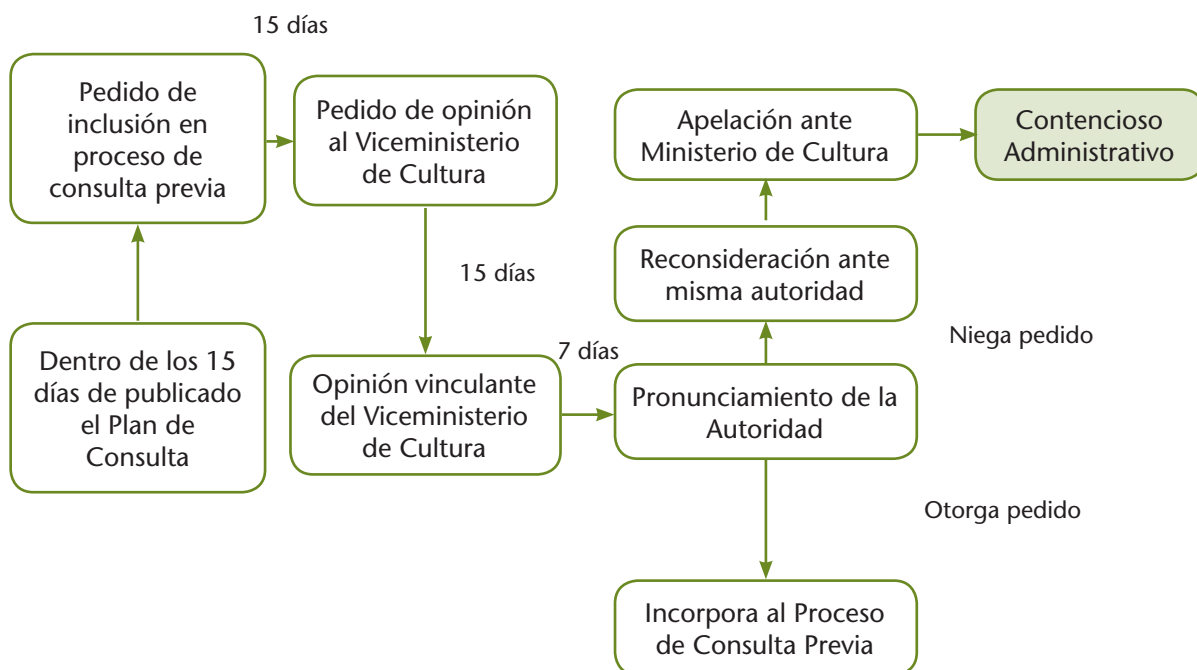 15 días
Pedido de
inclusión en
proceso de
consulta previa
Pedido de opinión
al Viceministerio
de Cultura
Apelación ante
Ministerio de Cultura
Contencioso
Administrativo
Reconsideración ante
misma autoridad
15 días
Dentro de los 15
días de publicado
el Plan de
Consulta
Opinión vinculante
del Viceministerio
de Cultura
7 días
Niega pedido
Pronunciamiento de la
Autoridad
Otorga pedido
Incorpora al Proceso
de Consulta Previa